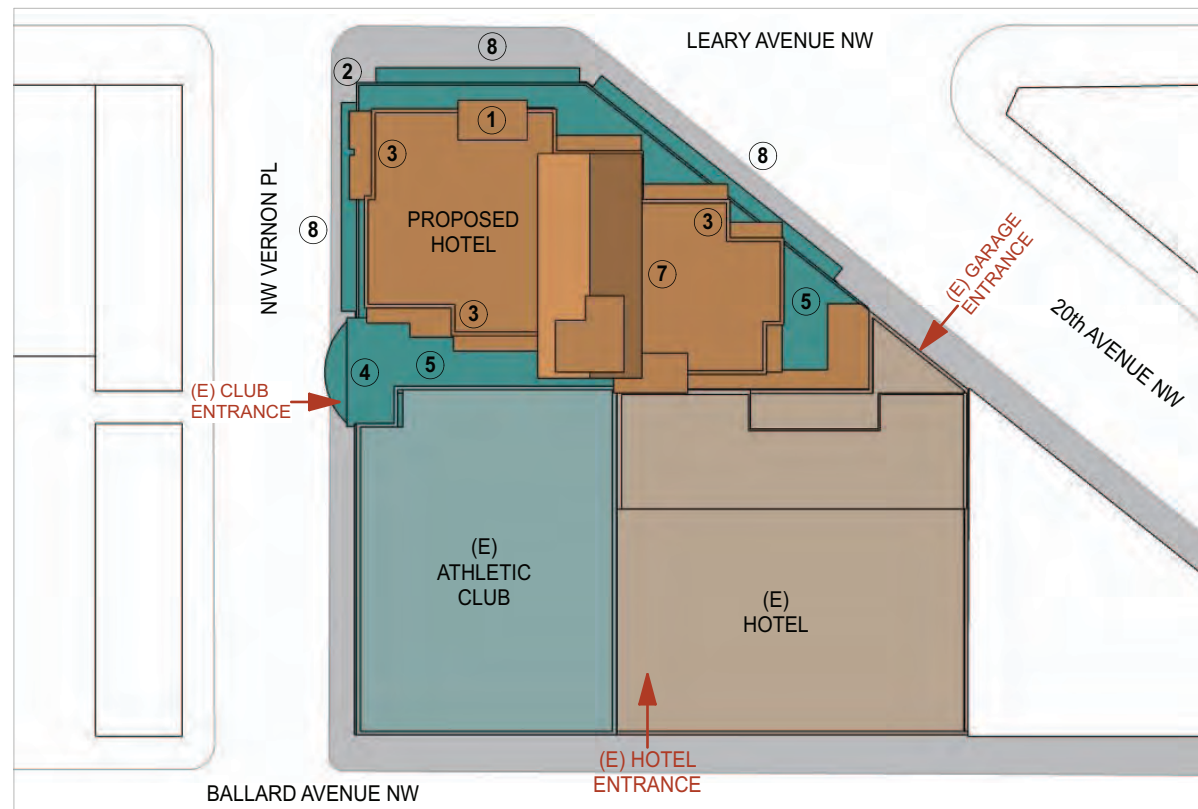 LEARY AVENUE NW
8
2
1
3
8
NW VERNON PL
PROPOSED
HOTEL
3
8
7
3
5
(E) GARAGE
ENTRANCE
20th AVENUE NW
4
5
(E) CLUB
ENTRANCE
(E)
ATHLETIC
CLUB
(E)
HOTEL
(E) HOTEL
ENTRANCE
BALLARD AVENUE NW